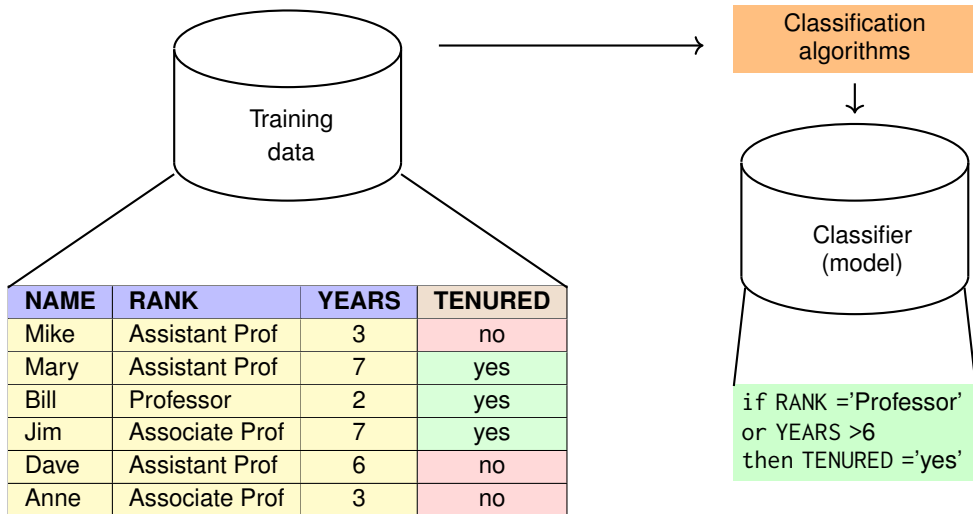 Training
data
Classification
algorithms
Classifier
(model)
NAME RANK YEARS TENURED
Mike Assistant Prof 3 no
Mary Assistant Prof 7 yes
Bill Professor 2 yes
Jim Associate Prof 7 yes
Dave Assistant Prof 6 no
Anne Associate Prof 3 no
if RANK ='Professor'
or YEARS >6
then TENURED ='yes'